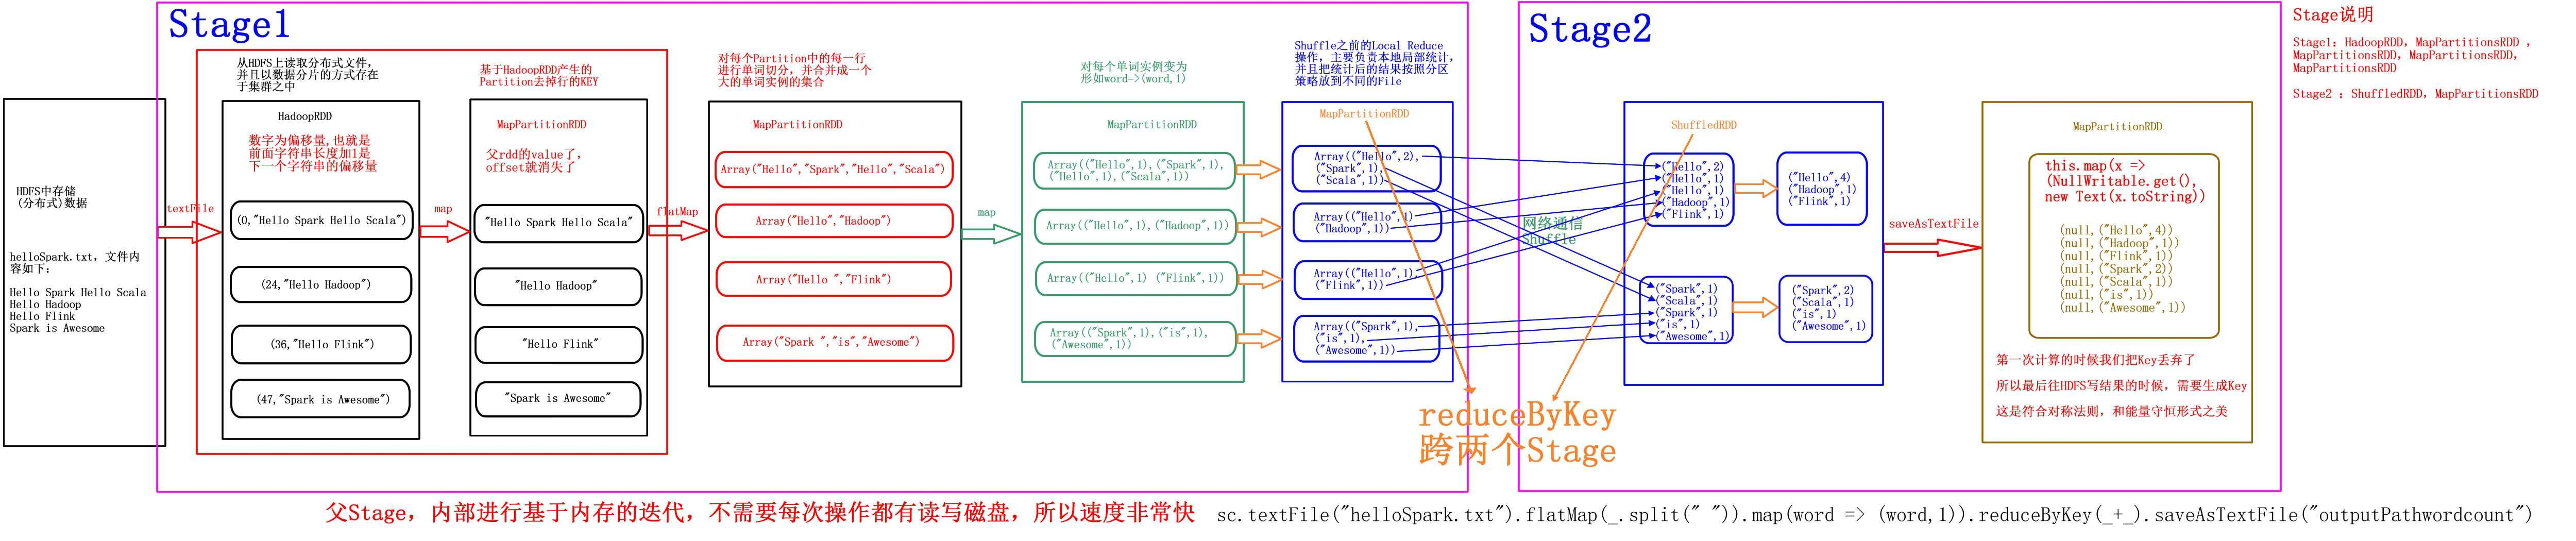 Stage1
HDFS中存储
(分布式)数据
helloSpark.txt，文件内
容如下：
Hello Spark Hello Scala
Hello Hadoop
Hello Flink
Spark is Awesome
textFile
从HDFS上读取分布式文件，
并且以数据分片的方式存在
于集群之中
HadoopRDD
数字为偏移量,也就是
前面字符串长度加1是
下一个字符串的偏移量
(0,"Hello Spark Hello Scala")
(24,"Hello Hadoop")
(36,"Hello Flink")
(47,"Spark is Awesome")
map
基于HadoopRDD产生的
Partition去掉行的KEY
MapPartitionRDD
父rdd的value了，
offset就消失了
"Hello Spark Hello Scala"
"Hello Hadoop"
"Hello Flink"
"Spark is Awesome"
flatMap
对每个Partition中的每一行
进行单词切分，并合并成一个
大的单词实例的集合
MapPartitionRDD
Array("Hello","Spark","Hello","Scala")
Array("Hello","Hadoop")
Array("Hello ","Flink")
Array("Spark ","is","Awesome")
map
对每个单词实例变为
形如word=>(word,1)
MapPartitionRDD
Array(("Hello",1),("Spark",1),
("Hello",1),("Scala",1))
Array(("Hello",1),("Hadoop",1))
Array(("Hello",1) ("Flink",1))
Array(("Spark",1),("is",1),
("Awesome",1))
Shuffle之前的Local Reduce
操作，主要负责本地局部统计，
并且把统计后的结果按照分区
策略放到不同的File
MapPartitionRDD
Array(("Hello",2),
("Spark",1),
("Scala",1))
Array(("Hello",1)
("Hadoop",1))
Array(("Hello",1),
("Flink",1))
Array(("Spark",1),
("is",1),
("Awesome",1))
网络通信
Shuffle
reduceByKey
跨两个Stage
Stage2
ShuffledRDD
("Hello",2)
("Hello",1)
("Hello",1)
("Hadoop",1)
("Flink",1)
("Hello",4)
("Hadoop",1)
("Flink",1)
("Spark",1)
("Scala",1)
("Spark",1)
("is",1)
("Awesome",1)
("Spark",2)
("Scala",1)
("is",1)
("Awesome",1)
saveAsTextFile
MapPartitionRDD
this.map(x =>
(NullWritable.get(),
new Text(x.toString))
(null,("Hello",4))
(null,("Hadoop",1))
(null,("Flink",1))
(null,("Spark",2))
(null,("Scala",1))
(null,("is",1))
(null,("Awesome",1))
第一次计算的时候我们把Key丢弃了
所以最后往HDFS写结果的时候，需要生成Key
这是符合对称法则，和能量守恒形式之美
Stage说明
Stage1：HadoopRDD，MapPartitionsRDD ，
MapPartitionsRDD，MapPartitionsRDD，
MapPartitionsRDD
Stage2 ：ShuffledRDD，MapPartitionsRDD
父Stage，内部进行基于内存的迭代，不需要每次操作都有读写磁盘，所以速度非常快
sc.textFile("helloSpark.txt").flatMap(_.split(" ")).map(word => (word,1)).reduceByKey(_+_).saveAsTextFile("outputPathwordcount")